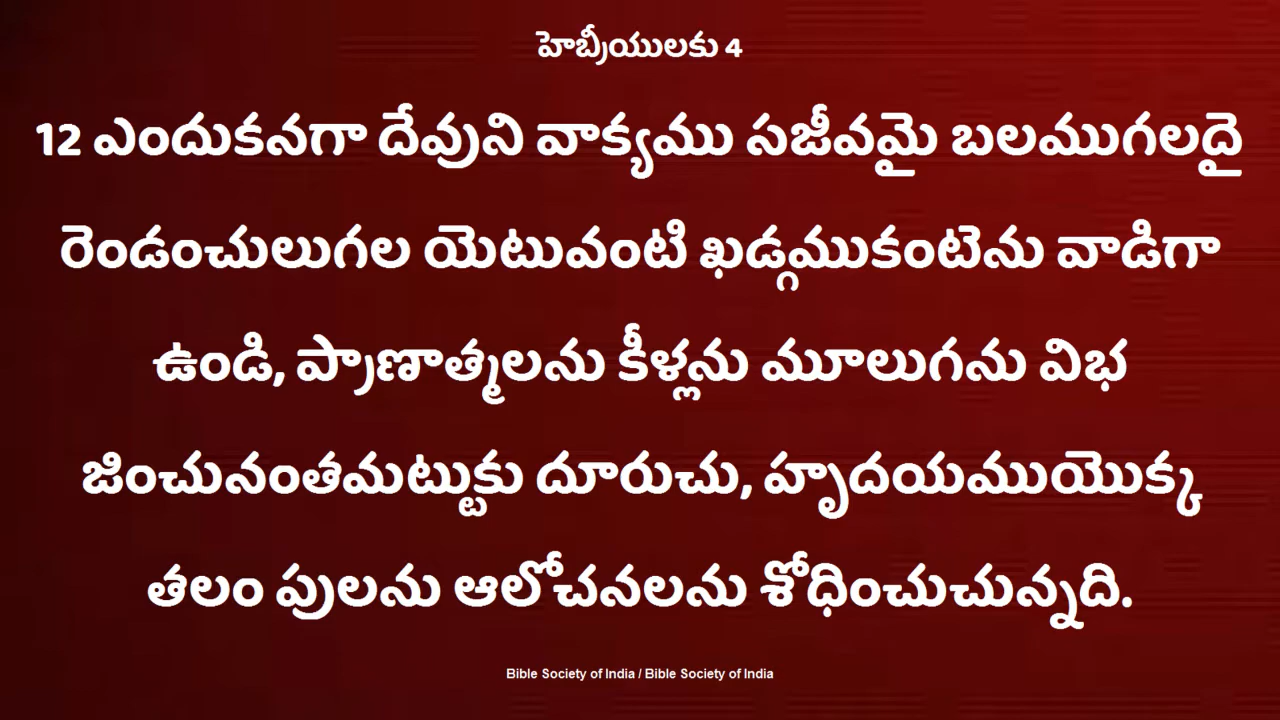 హెబ్రీయులకు 4
12 ఎందుకనగా దేవుని వాక్యము సజీవమై బలముగలదై
రెండంచులుగల యెటువంటి ఖడ్గముకంటెను వాడిగా
ఉండి, ప్రాణాత్మలను కీళ్లను మూలుగను విభ
జించునంతమట్టుకు దూరుచు, హృదయముయొక్క
తలం పులను ఆలోచనలను శోధించుచున్నది.
Bible Society of India / Bible Society of India